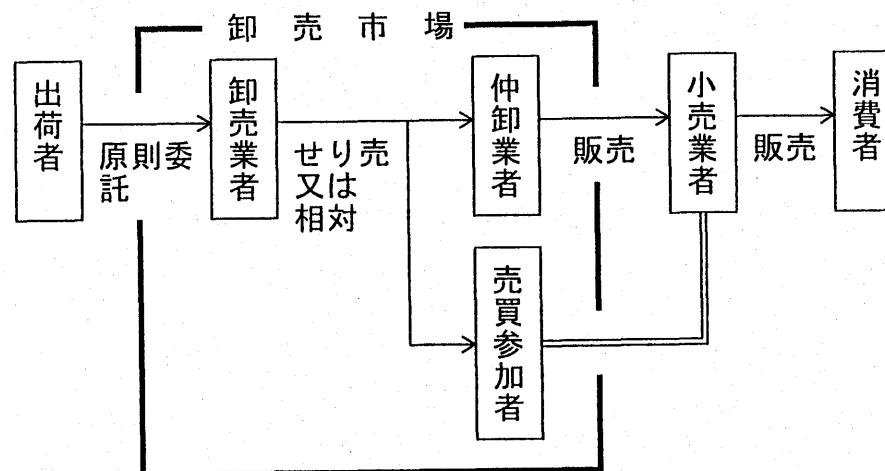 卸売市場
出荷者
原則委
託
卸売業者
せり売
又は
相対
仲卸業者
販売
小売業者
販売
消費者
売買参加者